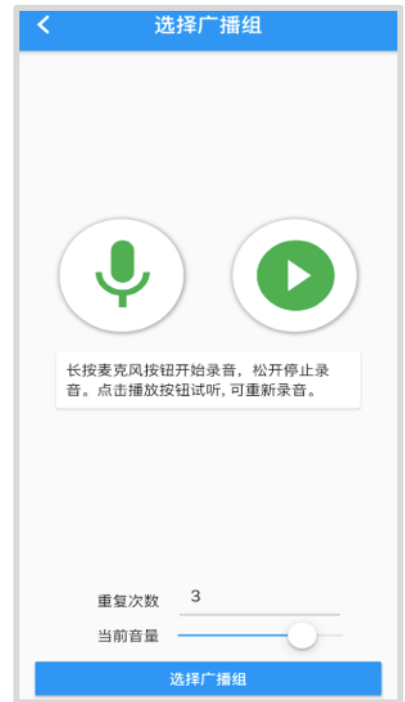 选择广播组
长按麦克风按钮开始录音，松开停止录
音。点击播放按钮试听,可重新录音。
重复次数 3
当前音量
选择广播组